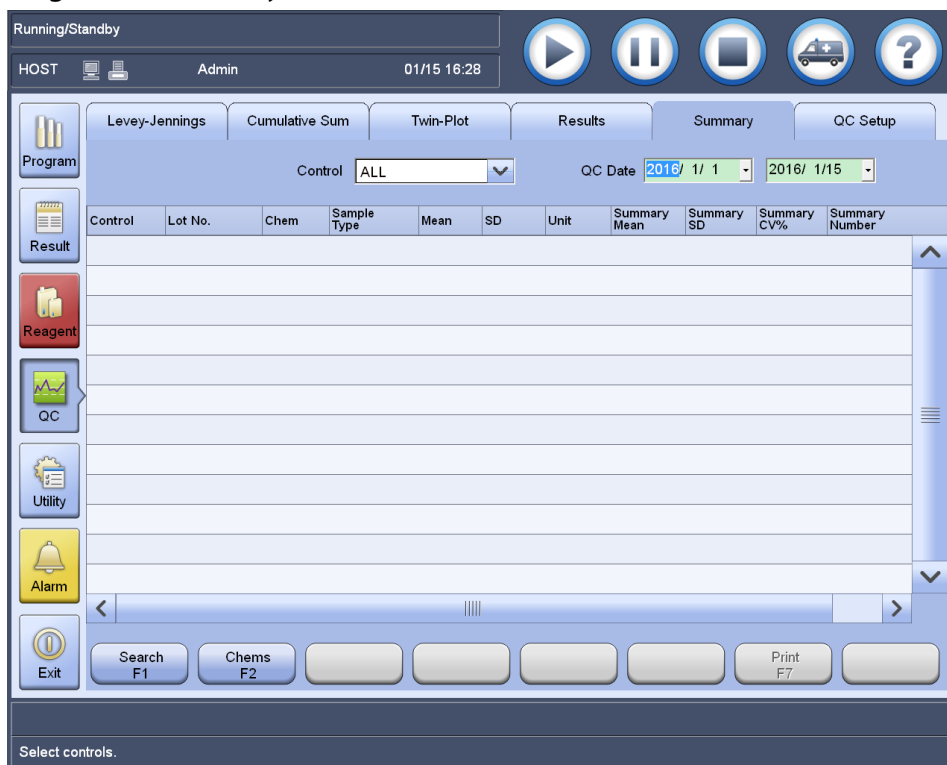 Running/Standby
HOST Admin 01/15 16:28
?
Levey-Jennings Cumulative Sum Twin-Plot Results Summary QC Setup
Program
Control ALL QC Date 2016/ 1/ 1 2016/ 1/15
Control Lot No. Chem Sample Type Mean SD Unit Summary Mean Summary SD Summary CV% Summary Number
Result
Reagent
QC
Utility
Alarm
Exit
Search F1 Chems F2 Print F7
Select controls.